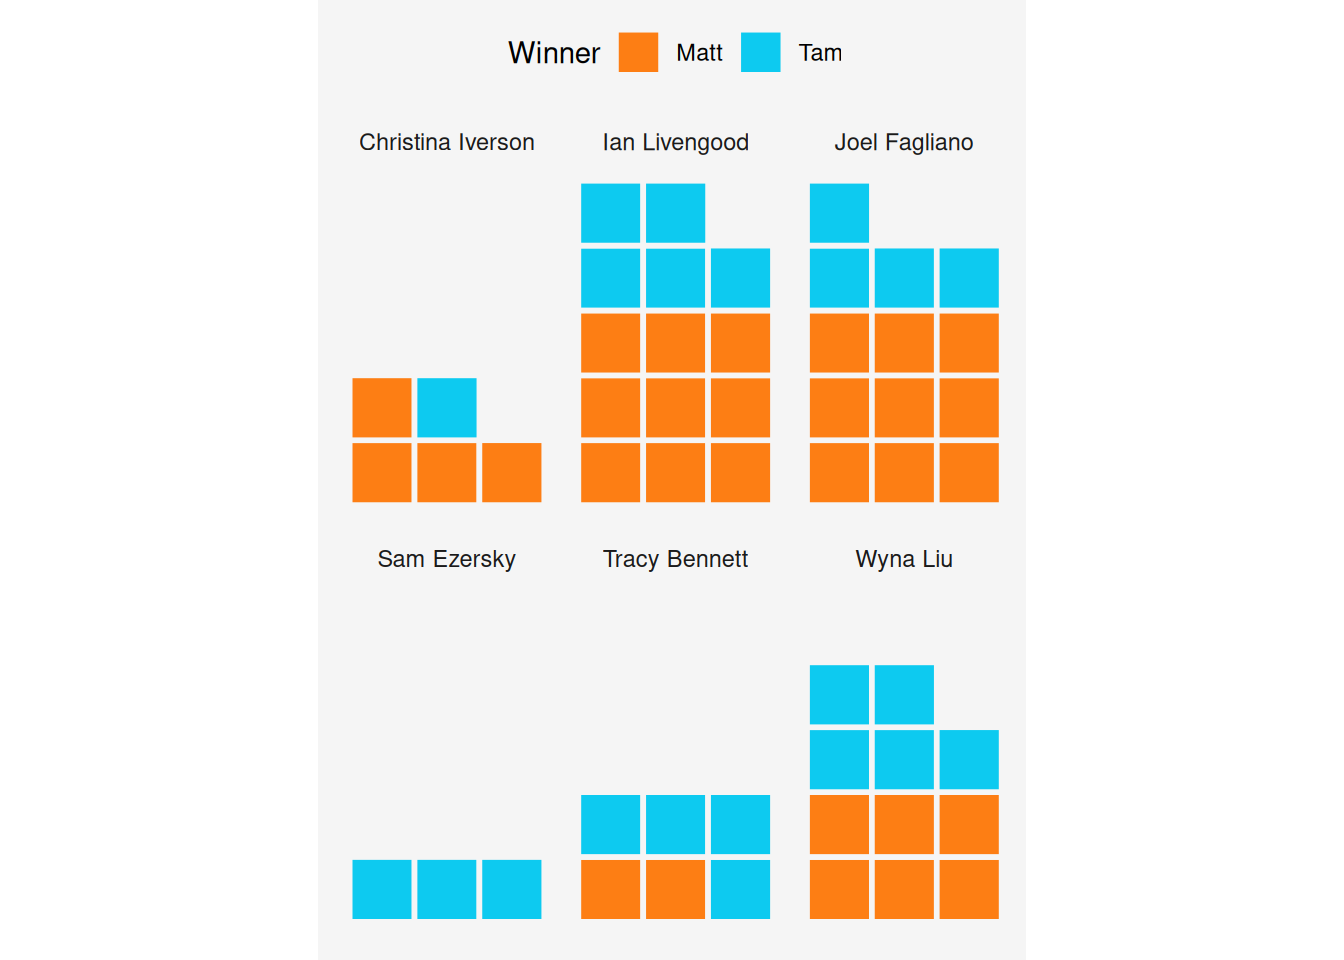 Winner Matt Tam
Christina Iverson Ian Livengood Joel Fagliano
Sam Ezersky Tracy Bennett Wyna Liu